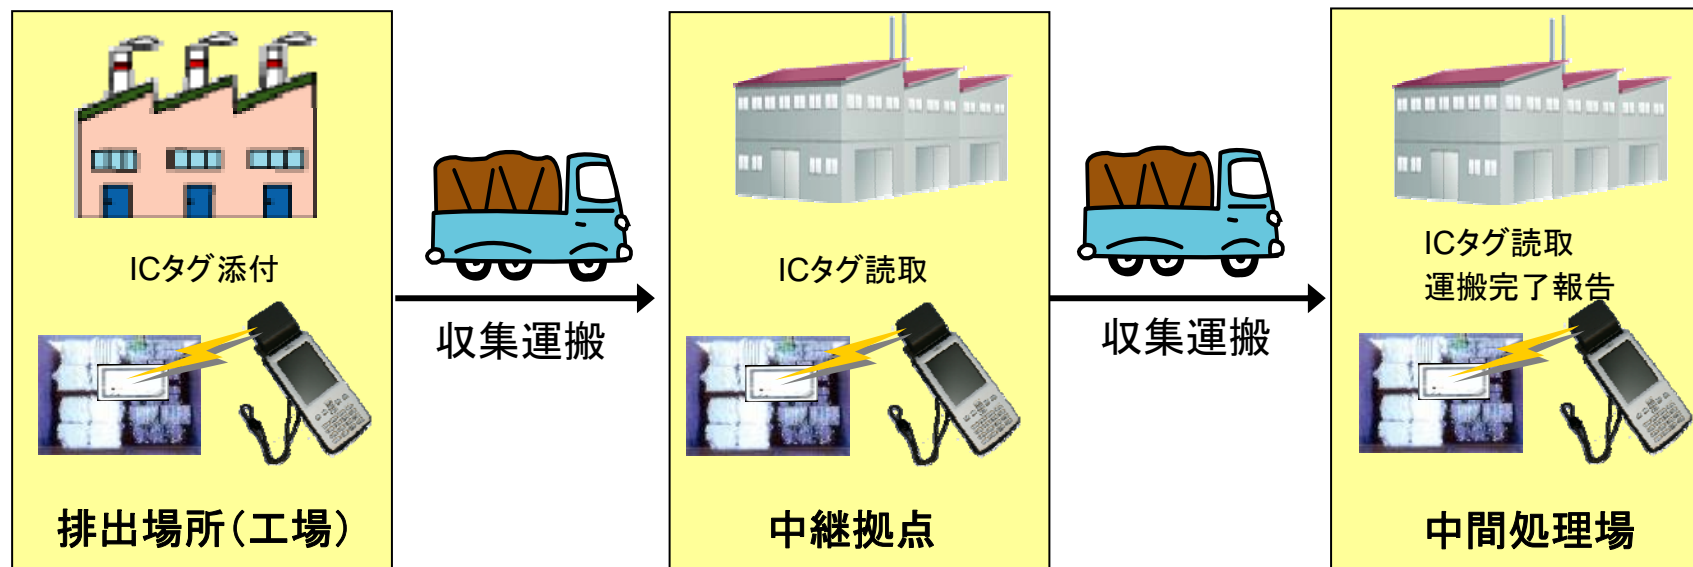 ICタグ添付
排出場所(工場)
収集運搬
ICタグ読取
中継拠点
収集運搬
ICタグ読取
運搬完了報告
中間処理場